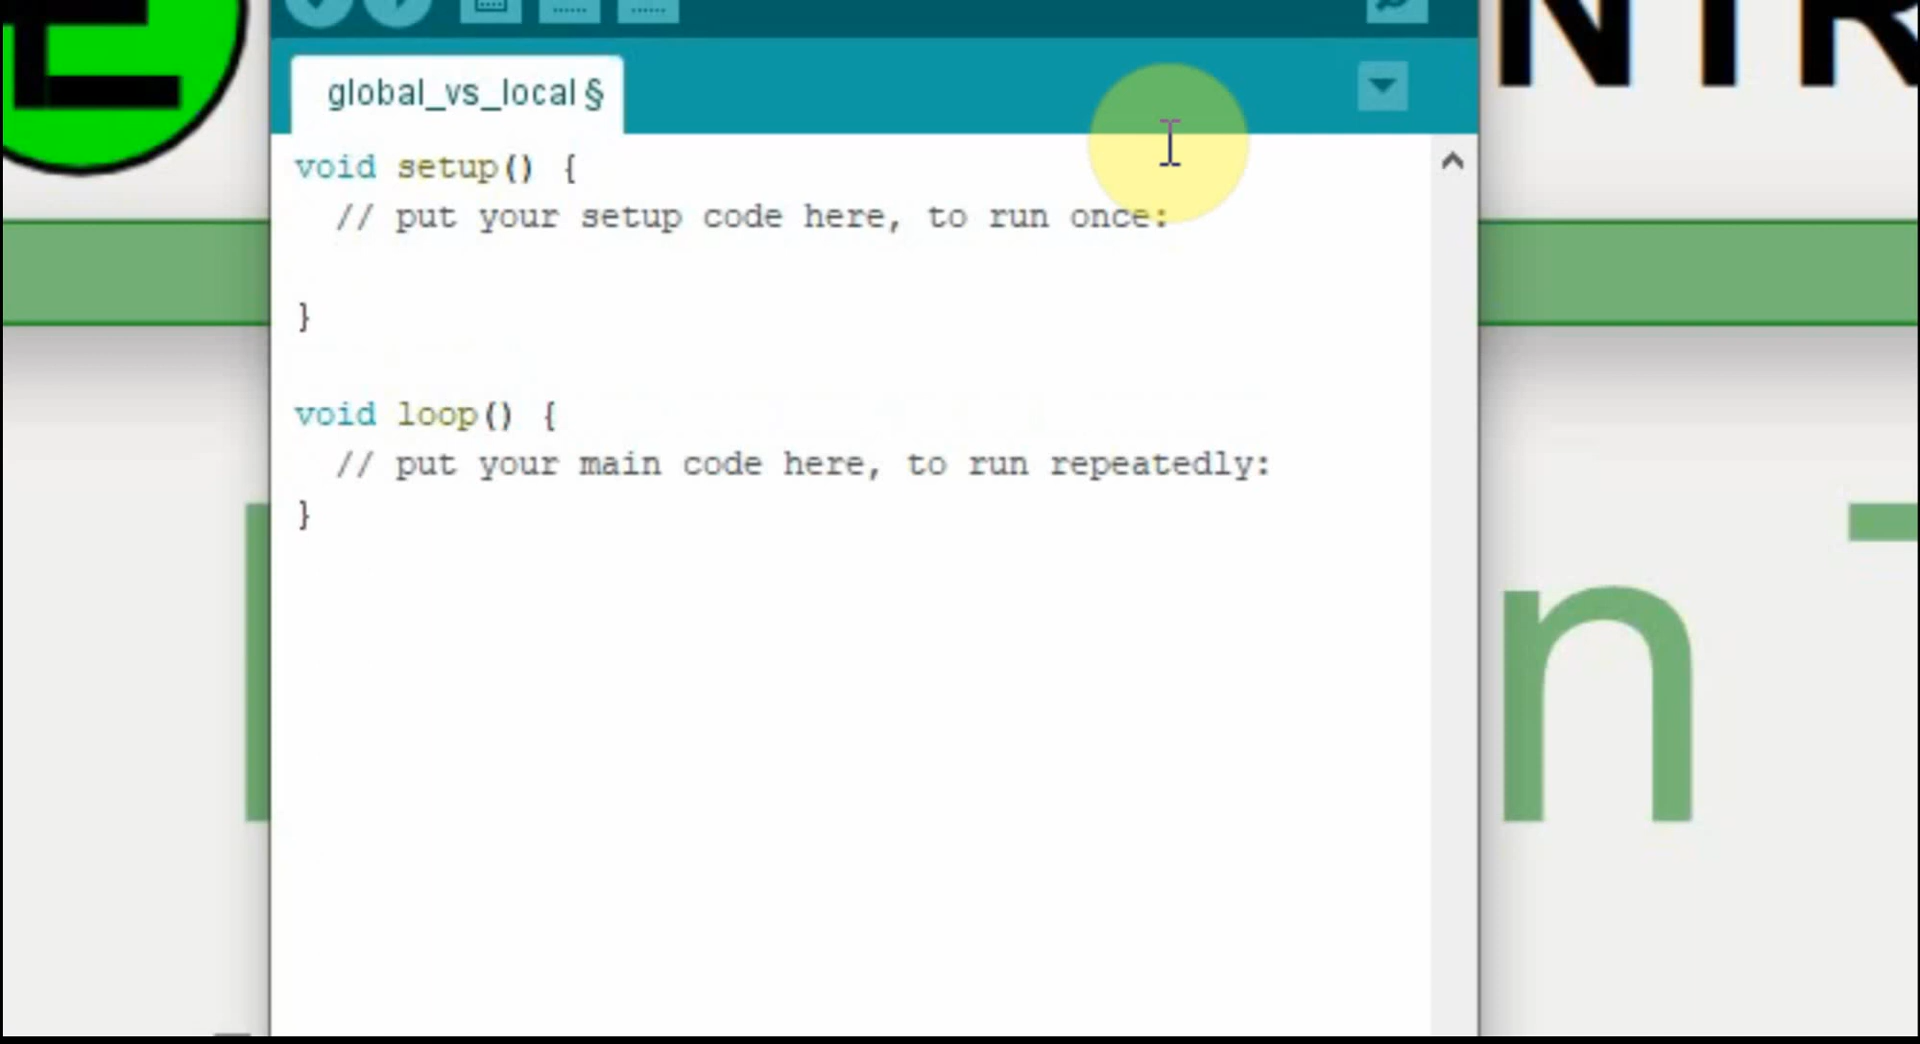 NTR
global_vs_local §
void setup() {
// put your setup code here, to run once:
}
void loop() {
// put your main code here, to run repeatedly:
}
n